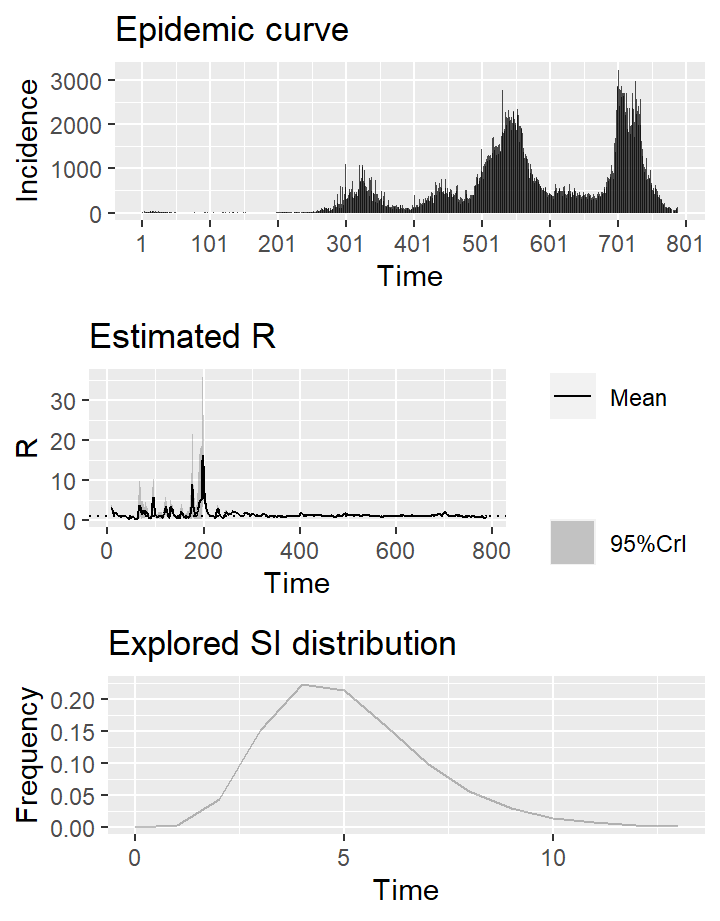 Epidemic curve
Incidence
3000
2000
1000
0
1 101 201 301 401 501 601 701 801
Time
Estimated R
R
30
20
10
0
0 200 400 600 800
Time
Mean
95%CrI
Explored SI distribution
Frequency
0.20
0.15
0.10
0.05
0.00
0 5 10
Time